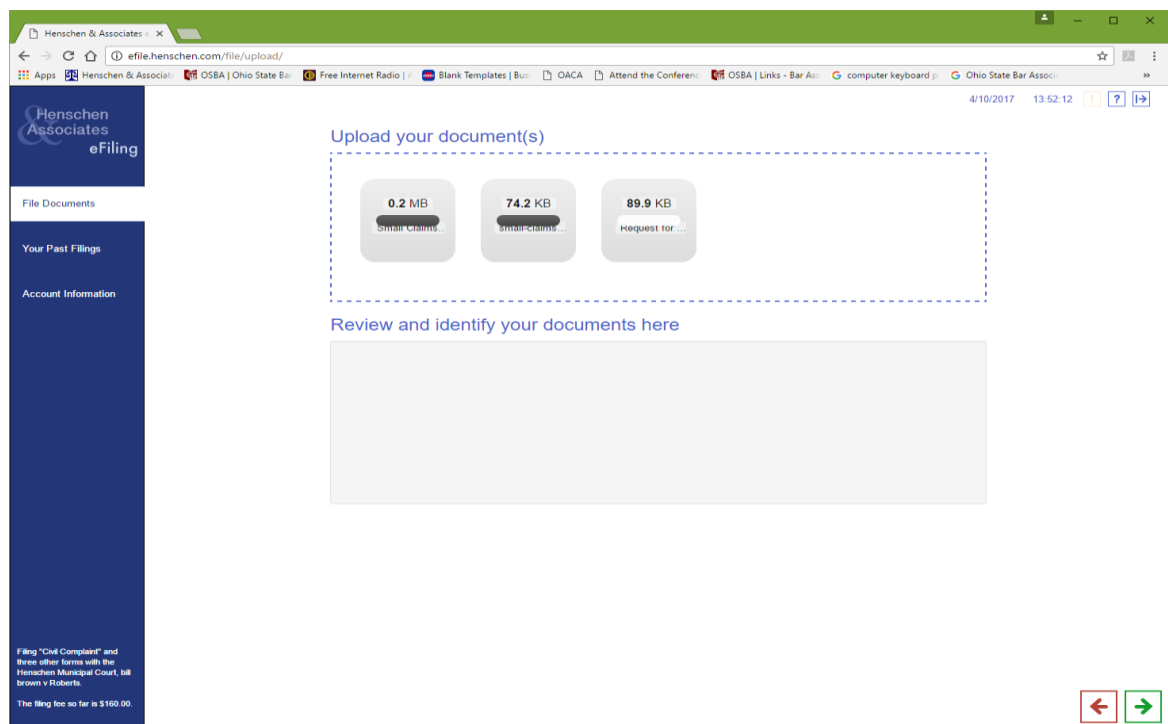 Henschen & Associates e
efile.henschen.com/file/upload/
Apps Henschen & Associat OSBA | Ohio State Bar Free Internet Radio | Blank Templates | Bus OACA Attend the Conferenc OSBA | Links - Bar Ass computer keyboard p Ohio State Bar Associ »
4/10/2017 13:52:12 ! ?
Henschen
& Associates
eFiling
File Documents
Your Past Filings
Account Information
Upload your document(s)
0.2 MB 74.2 KB 89.9 KB
Small Claims... small-claims... Request for ...
Review and identify your documents here
Filing "Civil Complaint" and
three other forms with the
Henschen Municipal Court, bill
brown v Roberts.
The filing fee so far is $160.00.